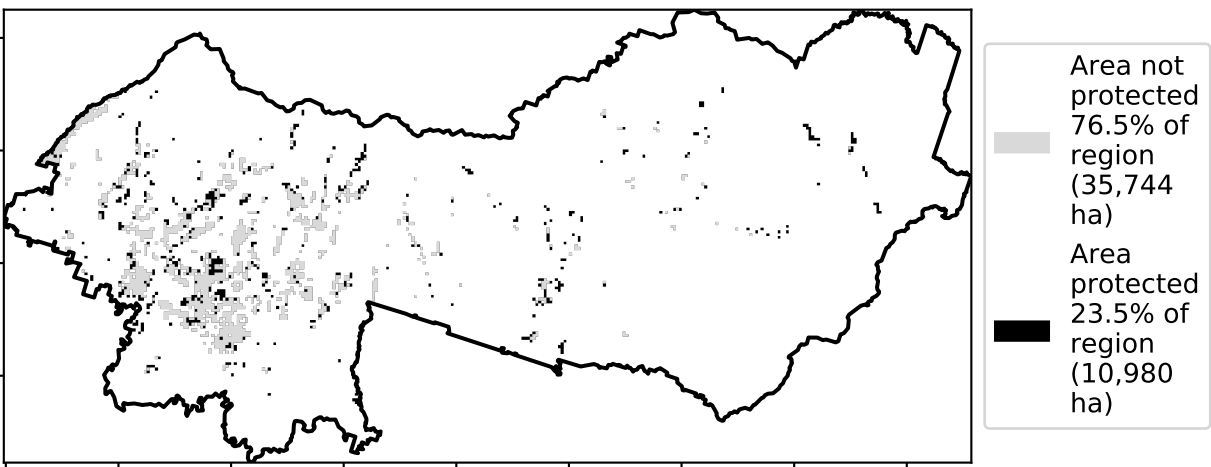 Area not
protected
76.5% of
region
(35,744
ha)
Area
protected
23.5% of
region
(10,980
ha)